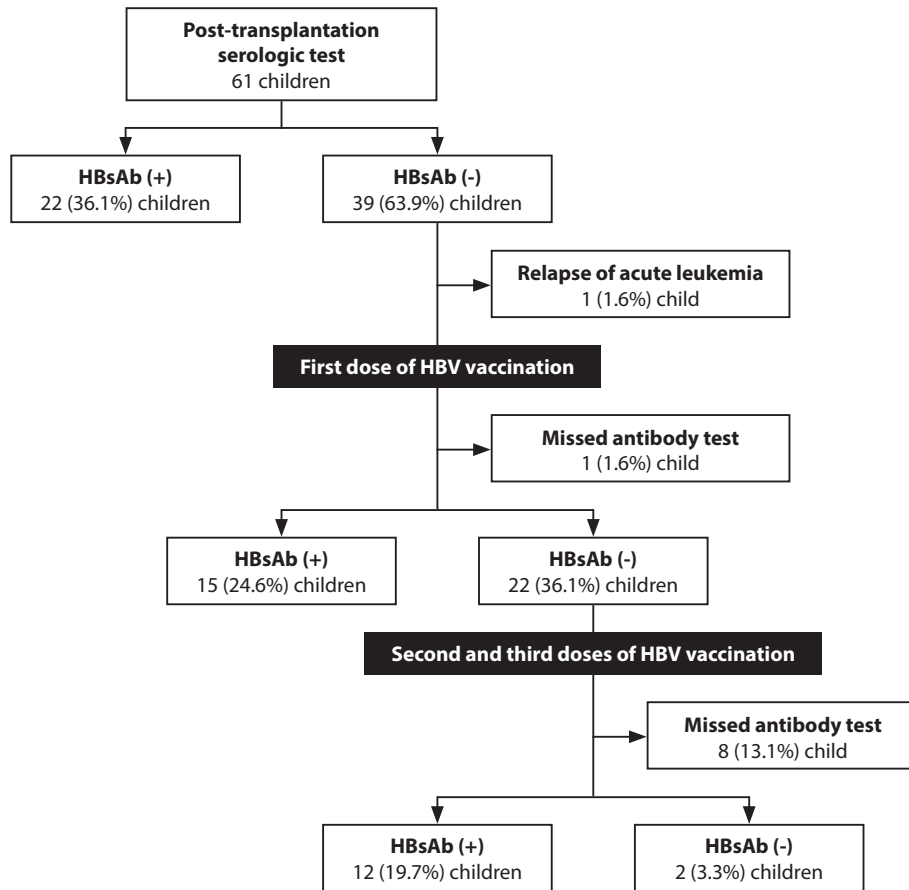 Post-transplantation
serologic test
61 children
HBsAb (+)
22 (36.1%) children
HBsAb (-)
39 (63.9%) children
Relapse of acute leukemia
1 (1.6%) child
First dose of HBV vaccination
Missed antibody test
1 (1.6%) child
HBsAb (+)
15 (24.6%) children
HBsAb (-)
22 (36.1%) children
Second and third doses of HBV vaccination
Missed antibody test
8 (13.1%) child
HBsAb (+)
12 (19.7%) children
HBsAb (-)
2 (3.3%) children